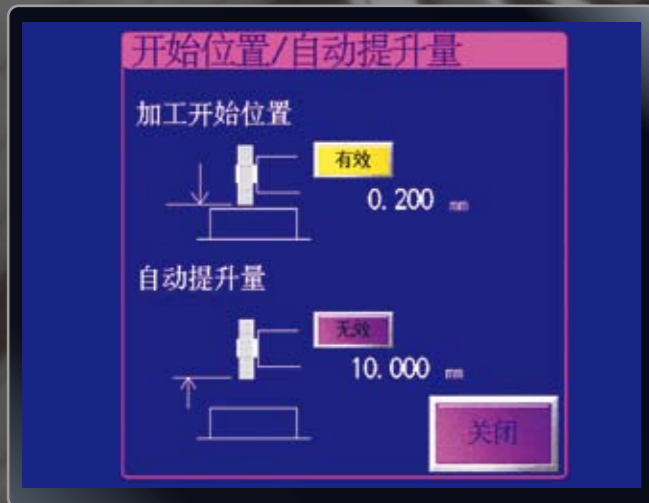 开始位置/自动提升量
加工开始位置
有效
0.200 mm
自动提升量
无效
10.000 mm
关闭